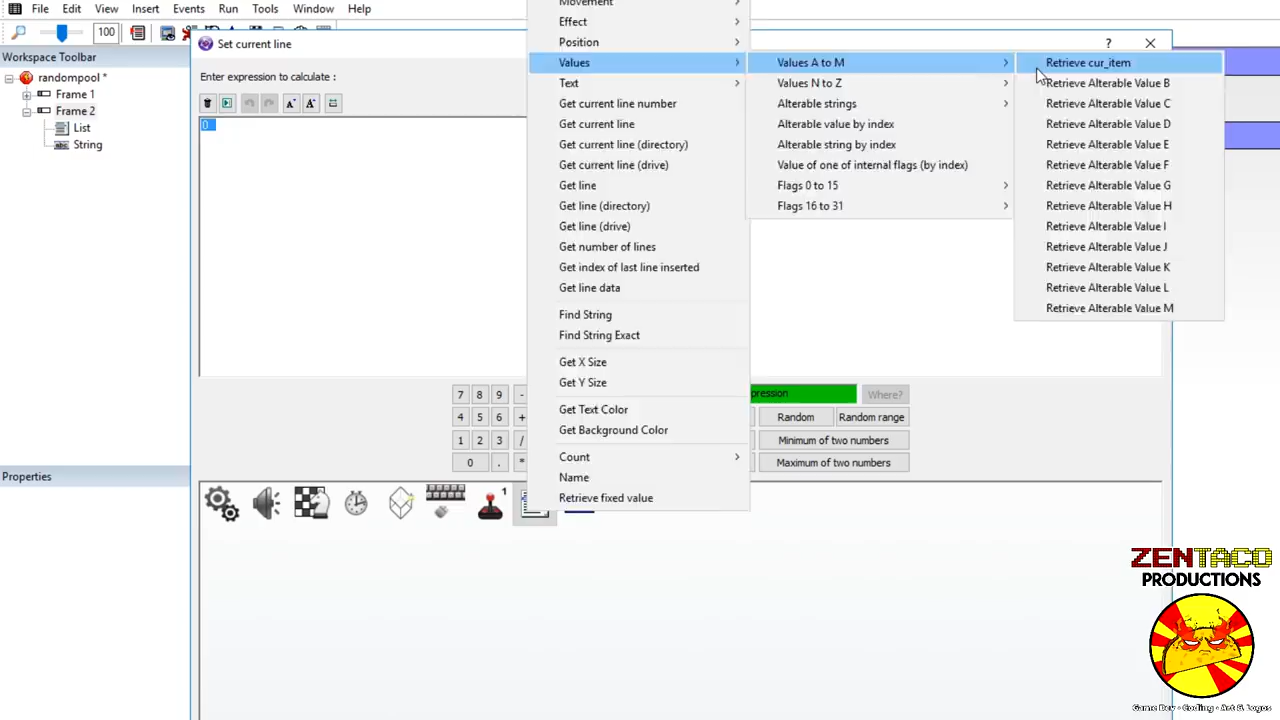 File Edit View Insert Events Run Tools Window Help
100
Workspace Toolbar
randompool *
Frame 1
Frame 2
List
String
Properties
Set current line
?
Enter expression to calculate :
0
Movement
Effect
Position
Values
Text
Get current line number
Get current line
Get current line (directory)
Get current line (drive)
Get line
Get line (directory)
Get line (drive)
Get number of lines
Get index of last line inserted
Get line data
Find String
Find String Exact
Get X Size
Get Y Size
Get Text Color
Get Background Color
Count
Name
Retrieve fixed value
Values A to M
Values N to Z
Alterable strings
Alterable value by index
Alterable string by index
Value of one of internal flags (by index)
Flags 0 to 15
Flags 16 to 31
Retrieve cur_item
Retrieve Alterable Value B
Retrieve Alterable Value C
Retrieve Alterable Value D
Retrieve Alterable Value E
Retrieve Alterable Value F
Retrieve Alterable Value G
Retrieve Alterable Value H
Retrieve Alterable Value I
Retrieve Alterable Value J
Retrieve Alterable Value K
Retrieve Alterable Value L
Retrieve Alterable Value M
7 8 9 -
4 5 6 +
1 2 3 /
0 . *
pression
Where?
Random
Random range
Minimum of two numbers
Maximum of two numbers
1
ZENTACO
PRODUCTIONS
Game Dev • Coding • Art & Logos